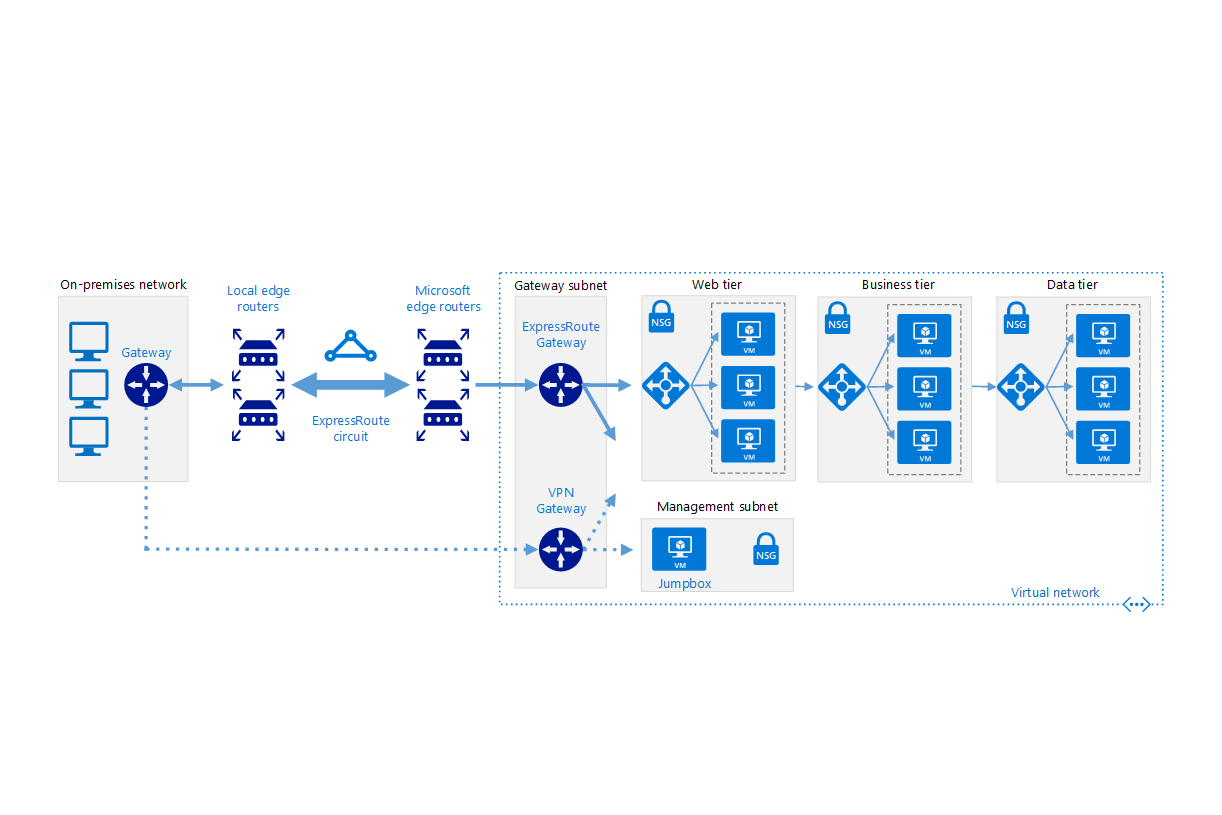 On-premises network
Gateway
Local edge
routers
ExpressRoute
circuit
Microsoft
edge routers
Gateway subnet
ExpressRoute
Gateway
VPN
Gateway
Web tier
NSG
VM
VM
VM
Business tier
NSG
VM
VM
VM
Data tier
NSG
VM
VM
VM
Management subnet
VM
Jumpbox
NSG
Virtual network